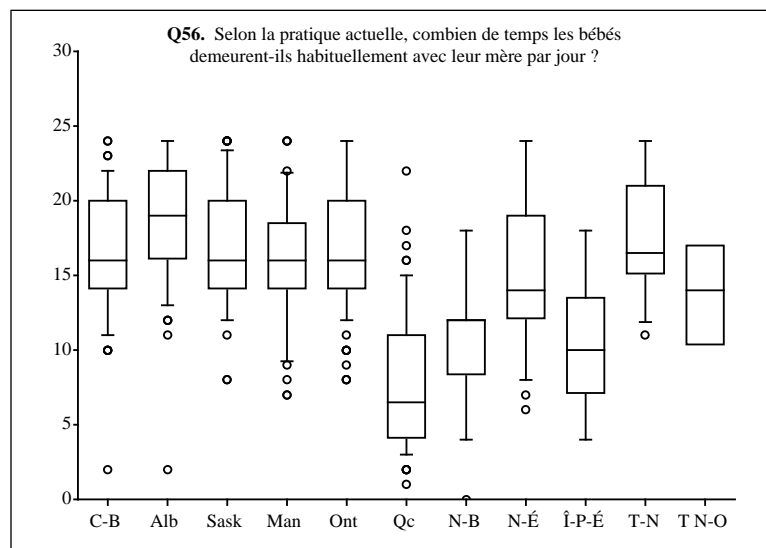 Q56. Selon la pratique actuelle, combien de temps les bébés
demeurent-ils habituellement avec leur mère par jour ?
30
25
20
15
10
5
0
C-B Alb Sask Man Ont Qc N-B N-É Î-P-É T-N T N-O